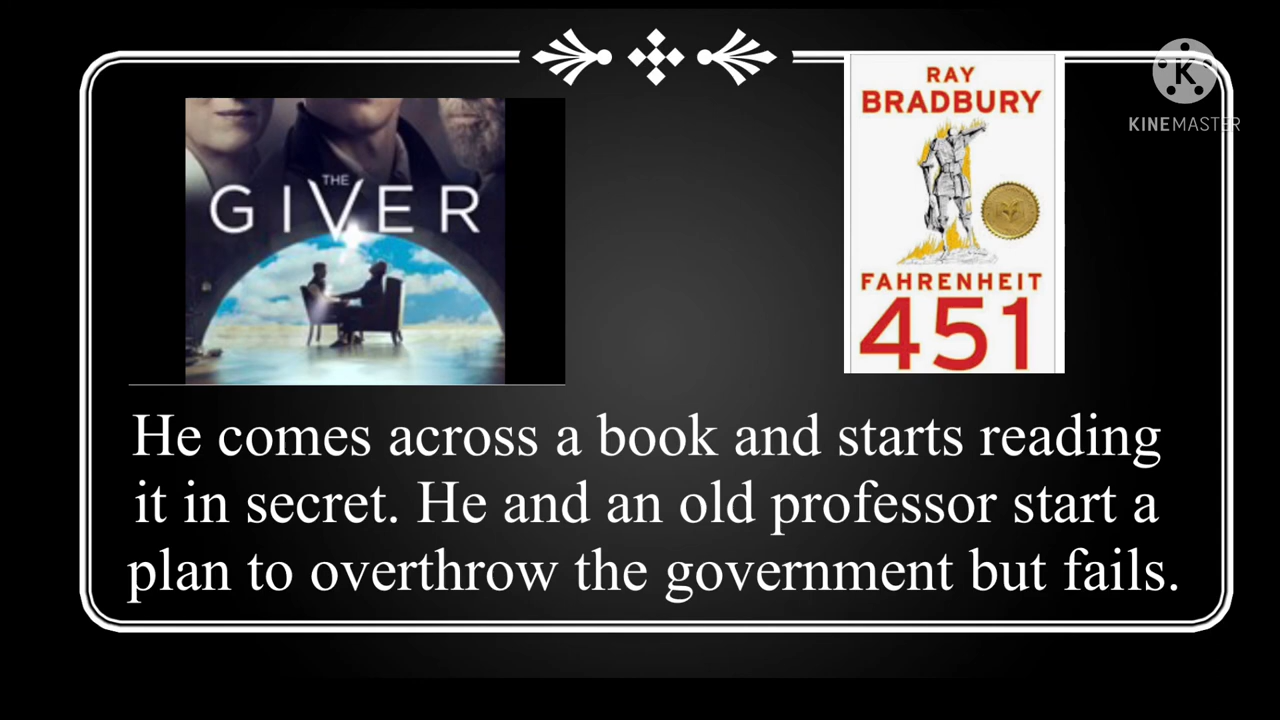 THE
GIVER
RAY
BRADBURY
FAHRENHEIT
451
K
KINEMASTER
He comes across a book and starts reading
it in secret. He and an old professor start a
plan to overthrow the government but fails.